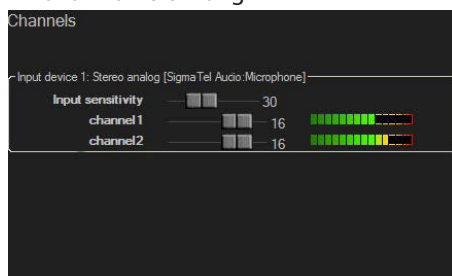 Channels
Input device 1: Stereo analog [SigmaTel Audio:Microphone]
Input sensitivity 30
channel1 16
channel2 16